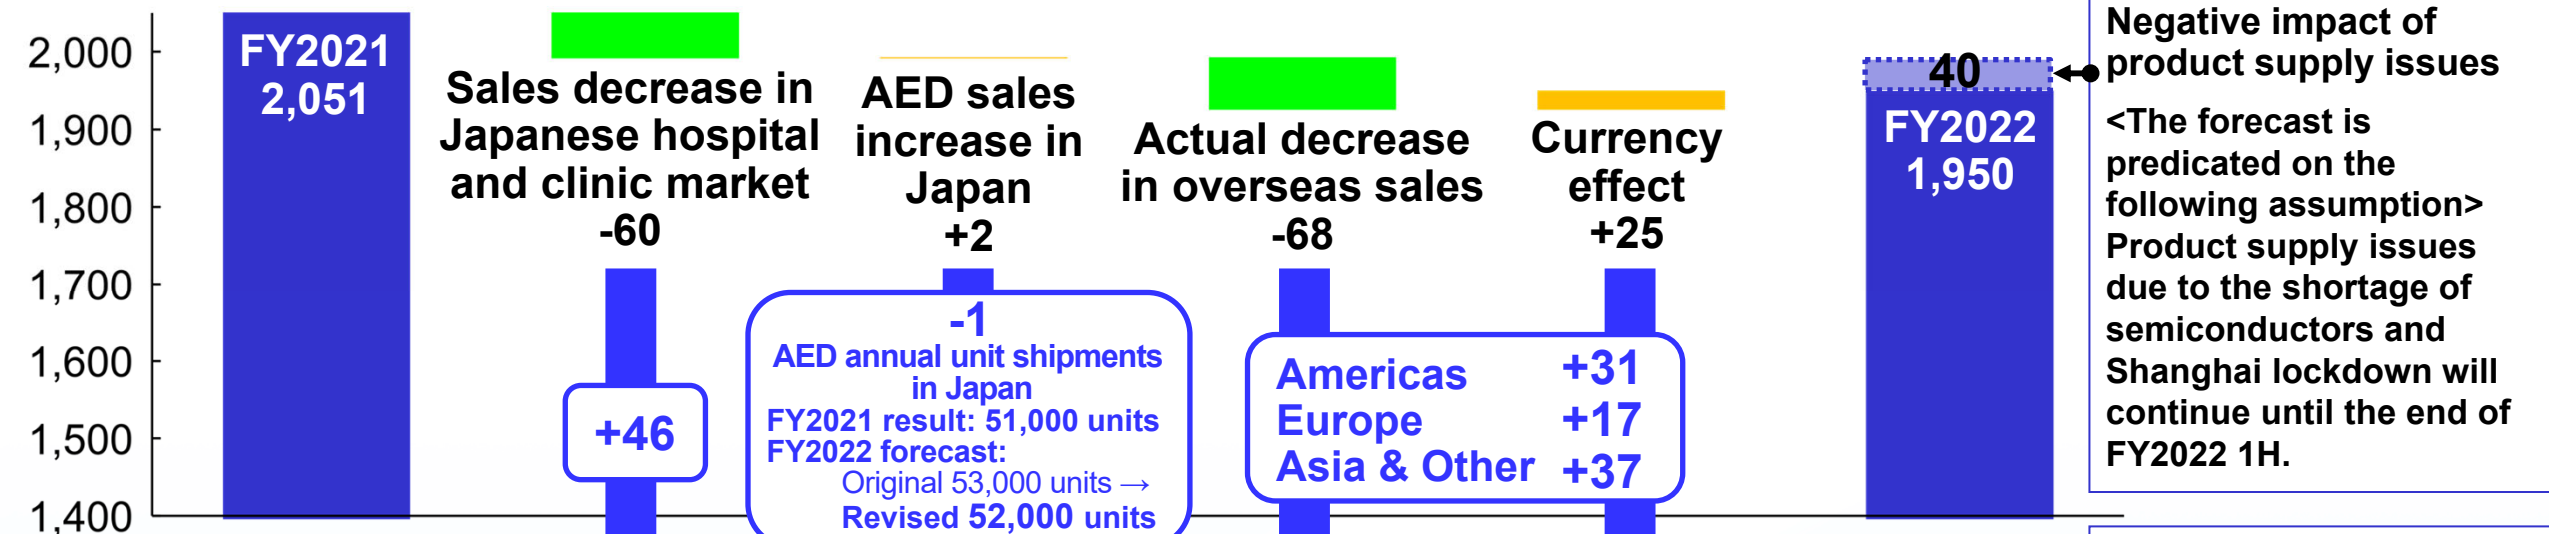 2,000
1,900
1,800
1,700
1,600
1,500
1,400
FY2021
2,051
Sales decrease in
Japanese hospital
and clinic market
-60
+46
AED sales
increase in
Japan
+2
-1
AED annual unit shipments
in Japan
FY2021 result: 51,000 units
FY2022 forecast:
Original 53,000 units →
Revised 52,000 units
Actual decrease
in overseas sales
-68
Currency
effect
+25
Americas +31
Europe +17
Asia & Other +37
40
FY2022
1,950
Negative impact of
product supply issues
<The forecast is
predicated on the
following assumption>
Product supply issues
due to the shortage of
semiconductors and
Shanghai lockdown will
continue until the end of
FY2022 1H.